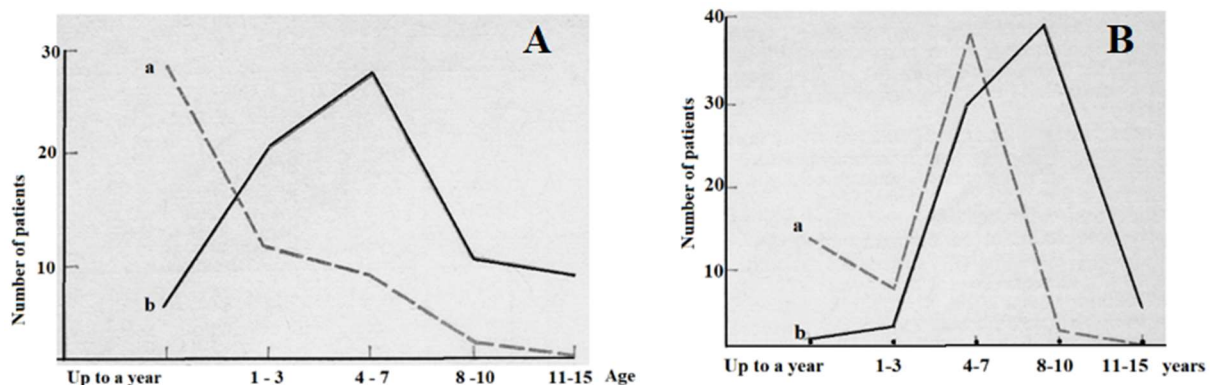 A
Number of patients
30
20
10
a
b
Up to a year 1 - 3 4 - 7 8 -10 11-15 Age
B
Number of patients
40
30
20
10
a
b
Up to a year 1-3 4-7 8-10 11-15 years